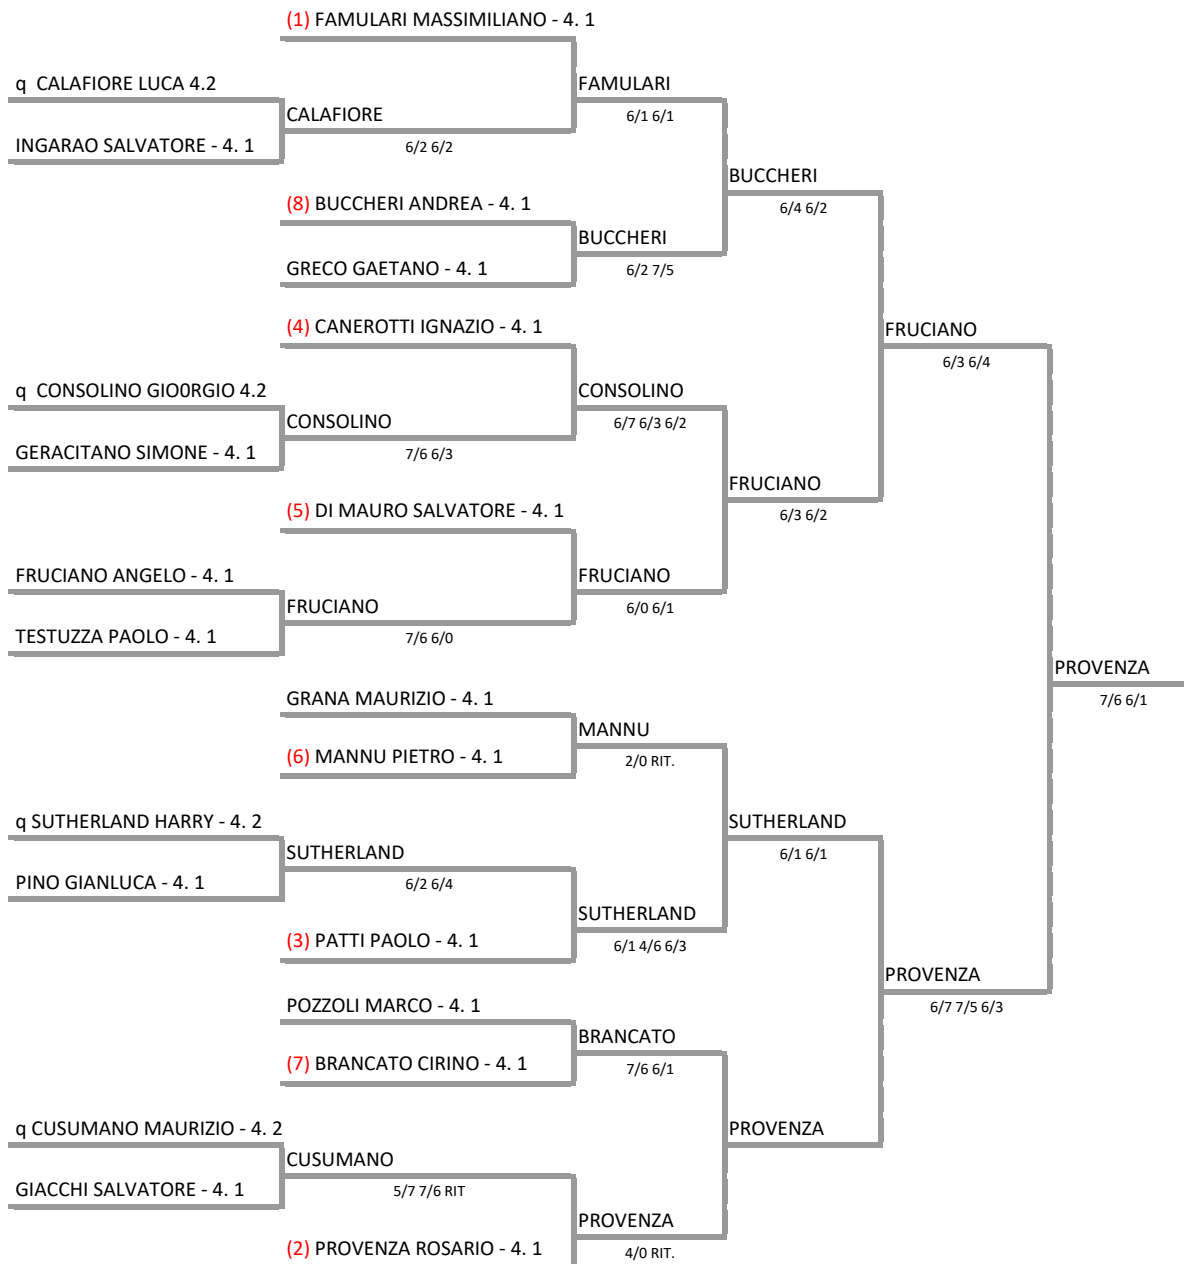 (1) FAMULARI MASSIMILIANO - 4. 1
q CALAFIORE LUCA 4.2
FAMULARI
CALAFIORE
6/1 6/1
INGARAO SALVATORE - 4. 1
6/2 6/2
BUCCHERI
(8) BUCCHERI ANDREA - 4. 1
6/4 6/2
BUCCHERI
GRECO GAETANO - 4. 1
6/2 7/5
(4) CANEROTTI IGNAZIO - 4. 1
FRUCIANO
6/3 6/4
q CONSOLINO GIO0RGIO 4.2
CONSOLINO
CONSOLINO
6/7 6/3 6/2
GERACITANO SIMONE - 4. 1
7/6 6/3
FRUCIANO
(5) DI MAURO SALVATORE - 4. 1
6/3 6/2
FRUCIANO ANGELO - 4. 1
FRUCIANO
FRUCIANO
6/0 6/1
TESTUZZA PAOLO - 4. 1
7/6 6/0
PROVENZA
GRANA MAURIZIO - 4. 1
7/6 6/1
MANNU
(6) MANNU PIETRO - 4. 1
2/0 RIT.
q SUTHERLAND HARRY - 4. 2
SUTHERLAND
SUTHERLAND
6/1 6/1
PINO GIANLUCA - 4. 1
6/2 6/4
SUTHERLAND
(3) PATTI PAOLO - 4. 1
6/1 4/6 6/3
PROVENZA
POZZOLI MARCO - 4. 1
6/7 7/5 6/3
BRANCATO
(7) BRANCATO CIRINO - 4. 1
7/6 6/1
q CUSUMANO MAURIZIO - 4. 2
PROVENZA
CUSUMANO
GIACCHI SALVATORE - 4. 1
5/7 7/6 RIT
PROVENZA
(2) PROVENZA ROSARIO - 4. 1
4/0 RIT.